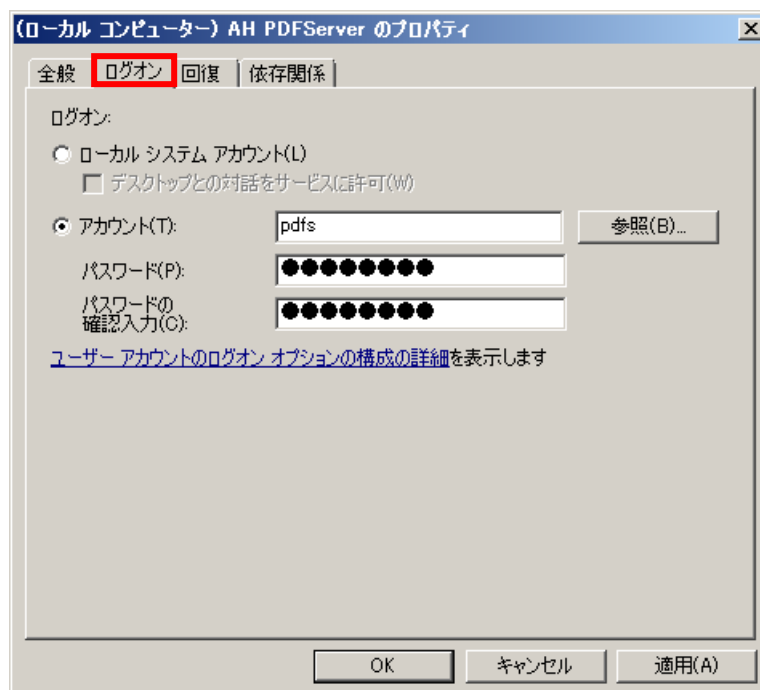 (ローカル コンピューター) AH PDFServer のプロパティ
全般 ログオン 回復 依存関係
ログオン:
ローカル システム アカウント(L)
デスクトップとの対話をサービスに許可(W)
アカウント(T): pdfs 参照(B)...
パスワード(P): ●●●●●●●●
パスワードの
確認入力(C): ●●●●●●●●
ユーザー アカウントのログオン オプションの構成の詳細を表示します
OK キャンセル 適用(A)